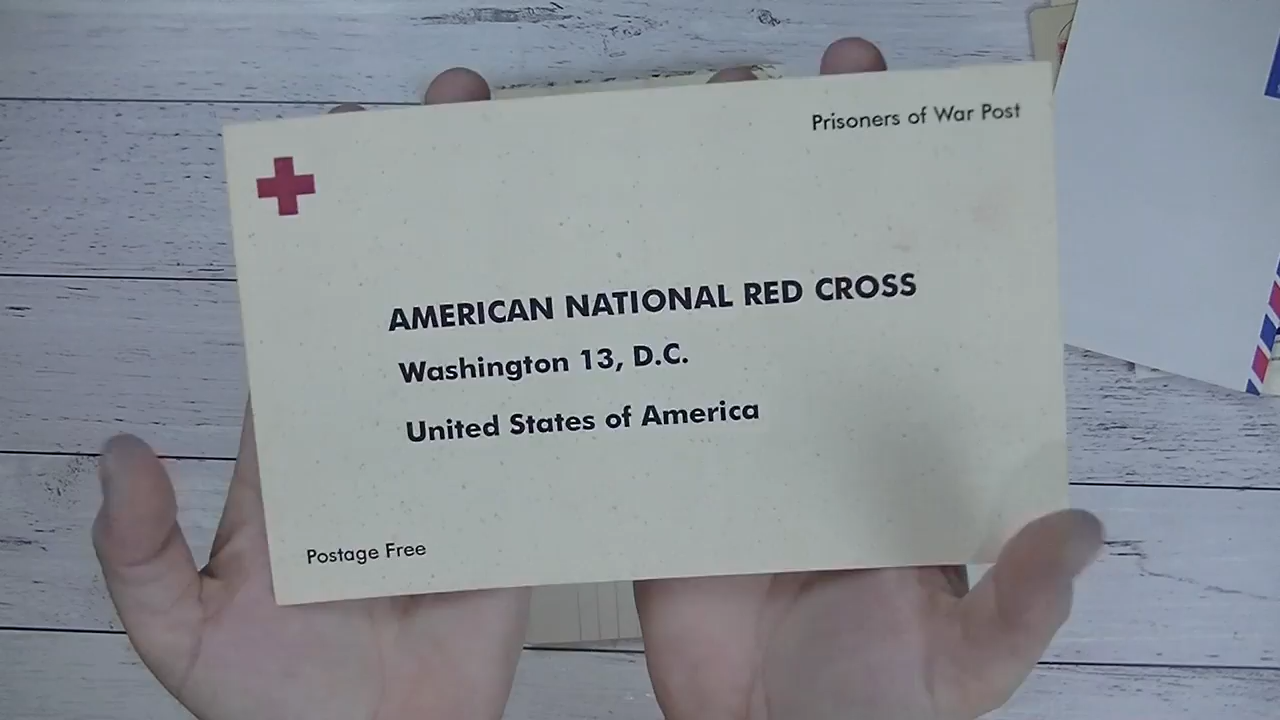 Prisoners of War Post
AMERICAN NATIONAL RED CROSS
Washington 13, D.C.
United States of America
Postage Free